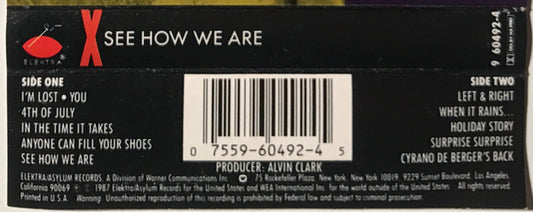 X SEE HOW WE ARE
ELEKTRA
9 60492-4
SIDE ONE
I'M LOST • YOU
4TH OF JULY
IN THE TIME IT TAKES
ANYONE CAN FILL YOUR SHOES
SEE HOW WE ARE
0 7559-60492-4 5
PRODUCER: ALVIN CLARK
SIDE TWO
LEFT & RIGHT
WHEN IT RAINS...
HOLIDAY STORY
SURPRISE SURPRISE
CYRANO DE BERGER'S BACK
ELEKTRA/ASYLUM RECORDS. A Division of Warner Communications Inc. 75 Rockefeller Plaza, New York, New York 10019. 9229 Sunset Boulevard, Los Angeles,
California 90069 ℗ © 1987 Elektra/Asylum Records for the United States and WEA International Inc. for the world outside of the United States. All rights reserved.
Printed in U.S.A. Unauthorized duplication of this recording is prohibited by Federal law and subject to criminal prosecution.